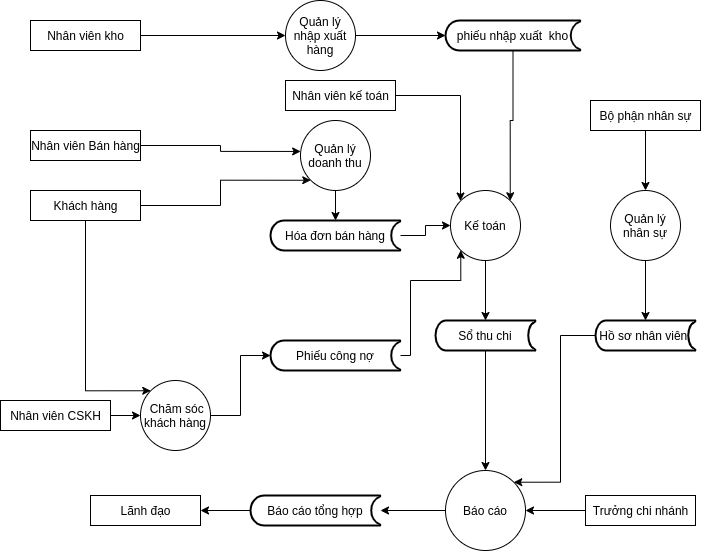 Nhân viên kho
Quản lý
nhập xuất
hàng
phiếu nhập xuất kho
Nhân viên kế toán
Bộ phận nhân sự
Nhân viên Bán hàng
Quản lý
doanh thu
Khách hàng
Hóa đơn bán hàng
Kế toán
Quản lý
nhân sự
Sổ thu chi
Hồ sơ nhân viên
Phiếu công nợ
Nhân viên CSKH
Chăm sóc
khách hàng
Lãnh đạo
Báo cáo tổng hợp
Báo cáo
Trưởng chi nhánh